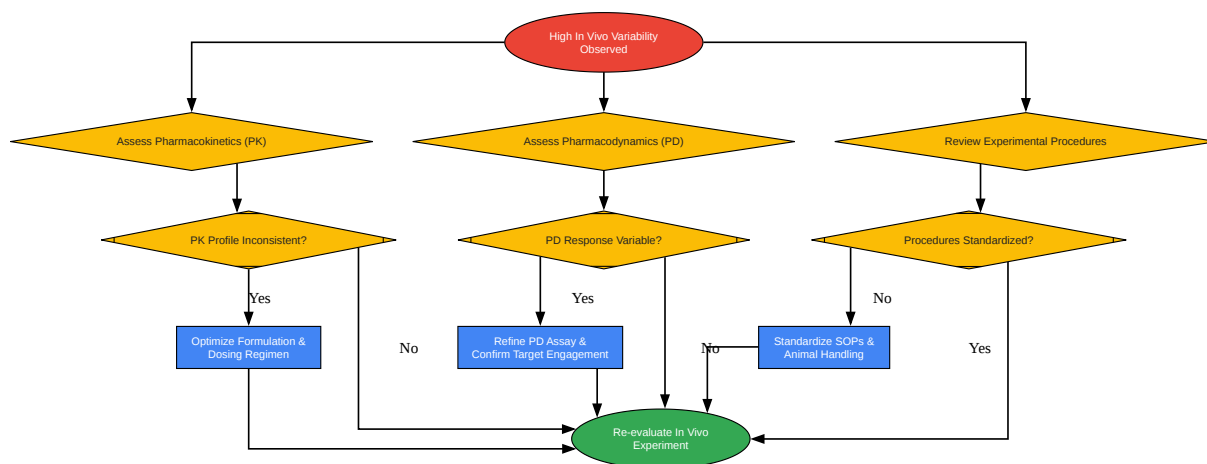 High In Vivo Variability
Observed
Assess Pharmacokinetics (PK)
Assess Pharmacodynamics (PD)
Review Experimental Procedures
PK Profile Inconsistent?
PD Response Variable?
Procedures Standardized?
Yes
Yes
No
Optimize Formulation &
Dosing Regimen
No
Refine PD Assay &
Confirm Target Engagement
No
Standardize SOPs &
Animal Handling
Yes
Re-evaluate In Vivo
Experiment